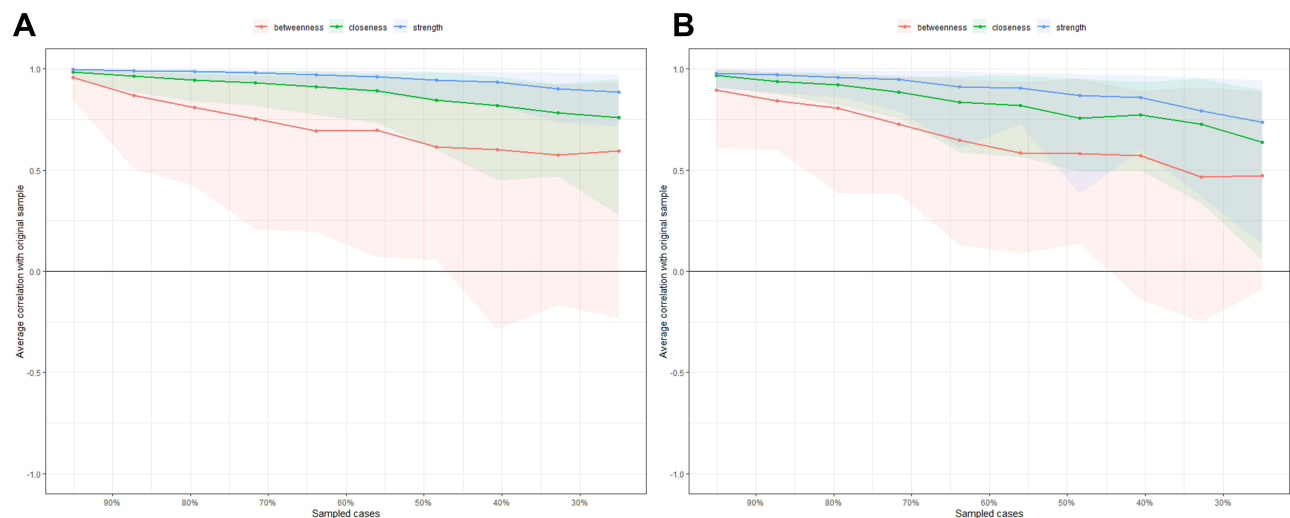 A
betweenness closeness strength
1.0
0.5
0.0
-0.5
-1.0
Average correlation with original sample
90% 80% 70% 60% 50% 40% 30%
Sampled cases
B
betweenness closeness strength
1.0
0.5
0.0
-0.5
-1.0
Average correlation with original sample
90% 80% 70% 60% 50% 40% 30%
Sampled cases